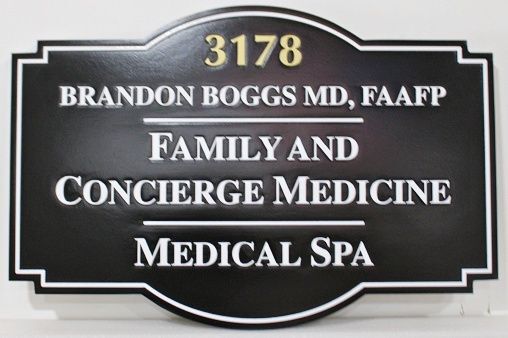 3178
BRANDON BOGGS MD, FAAFP
FAMILY AND
CONCIERGE MEDICINE
MEDICAL SPA